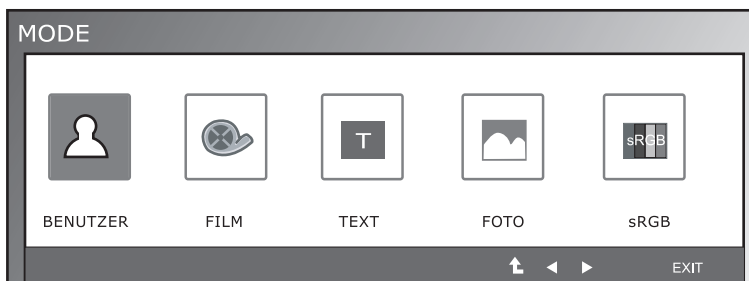 MODE
T
sRGB
BENUTZER FILM TEXT FOTO sRGB
EXIT